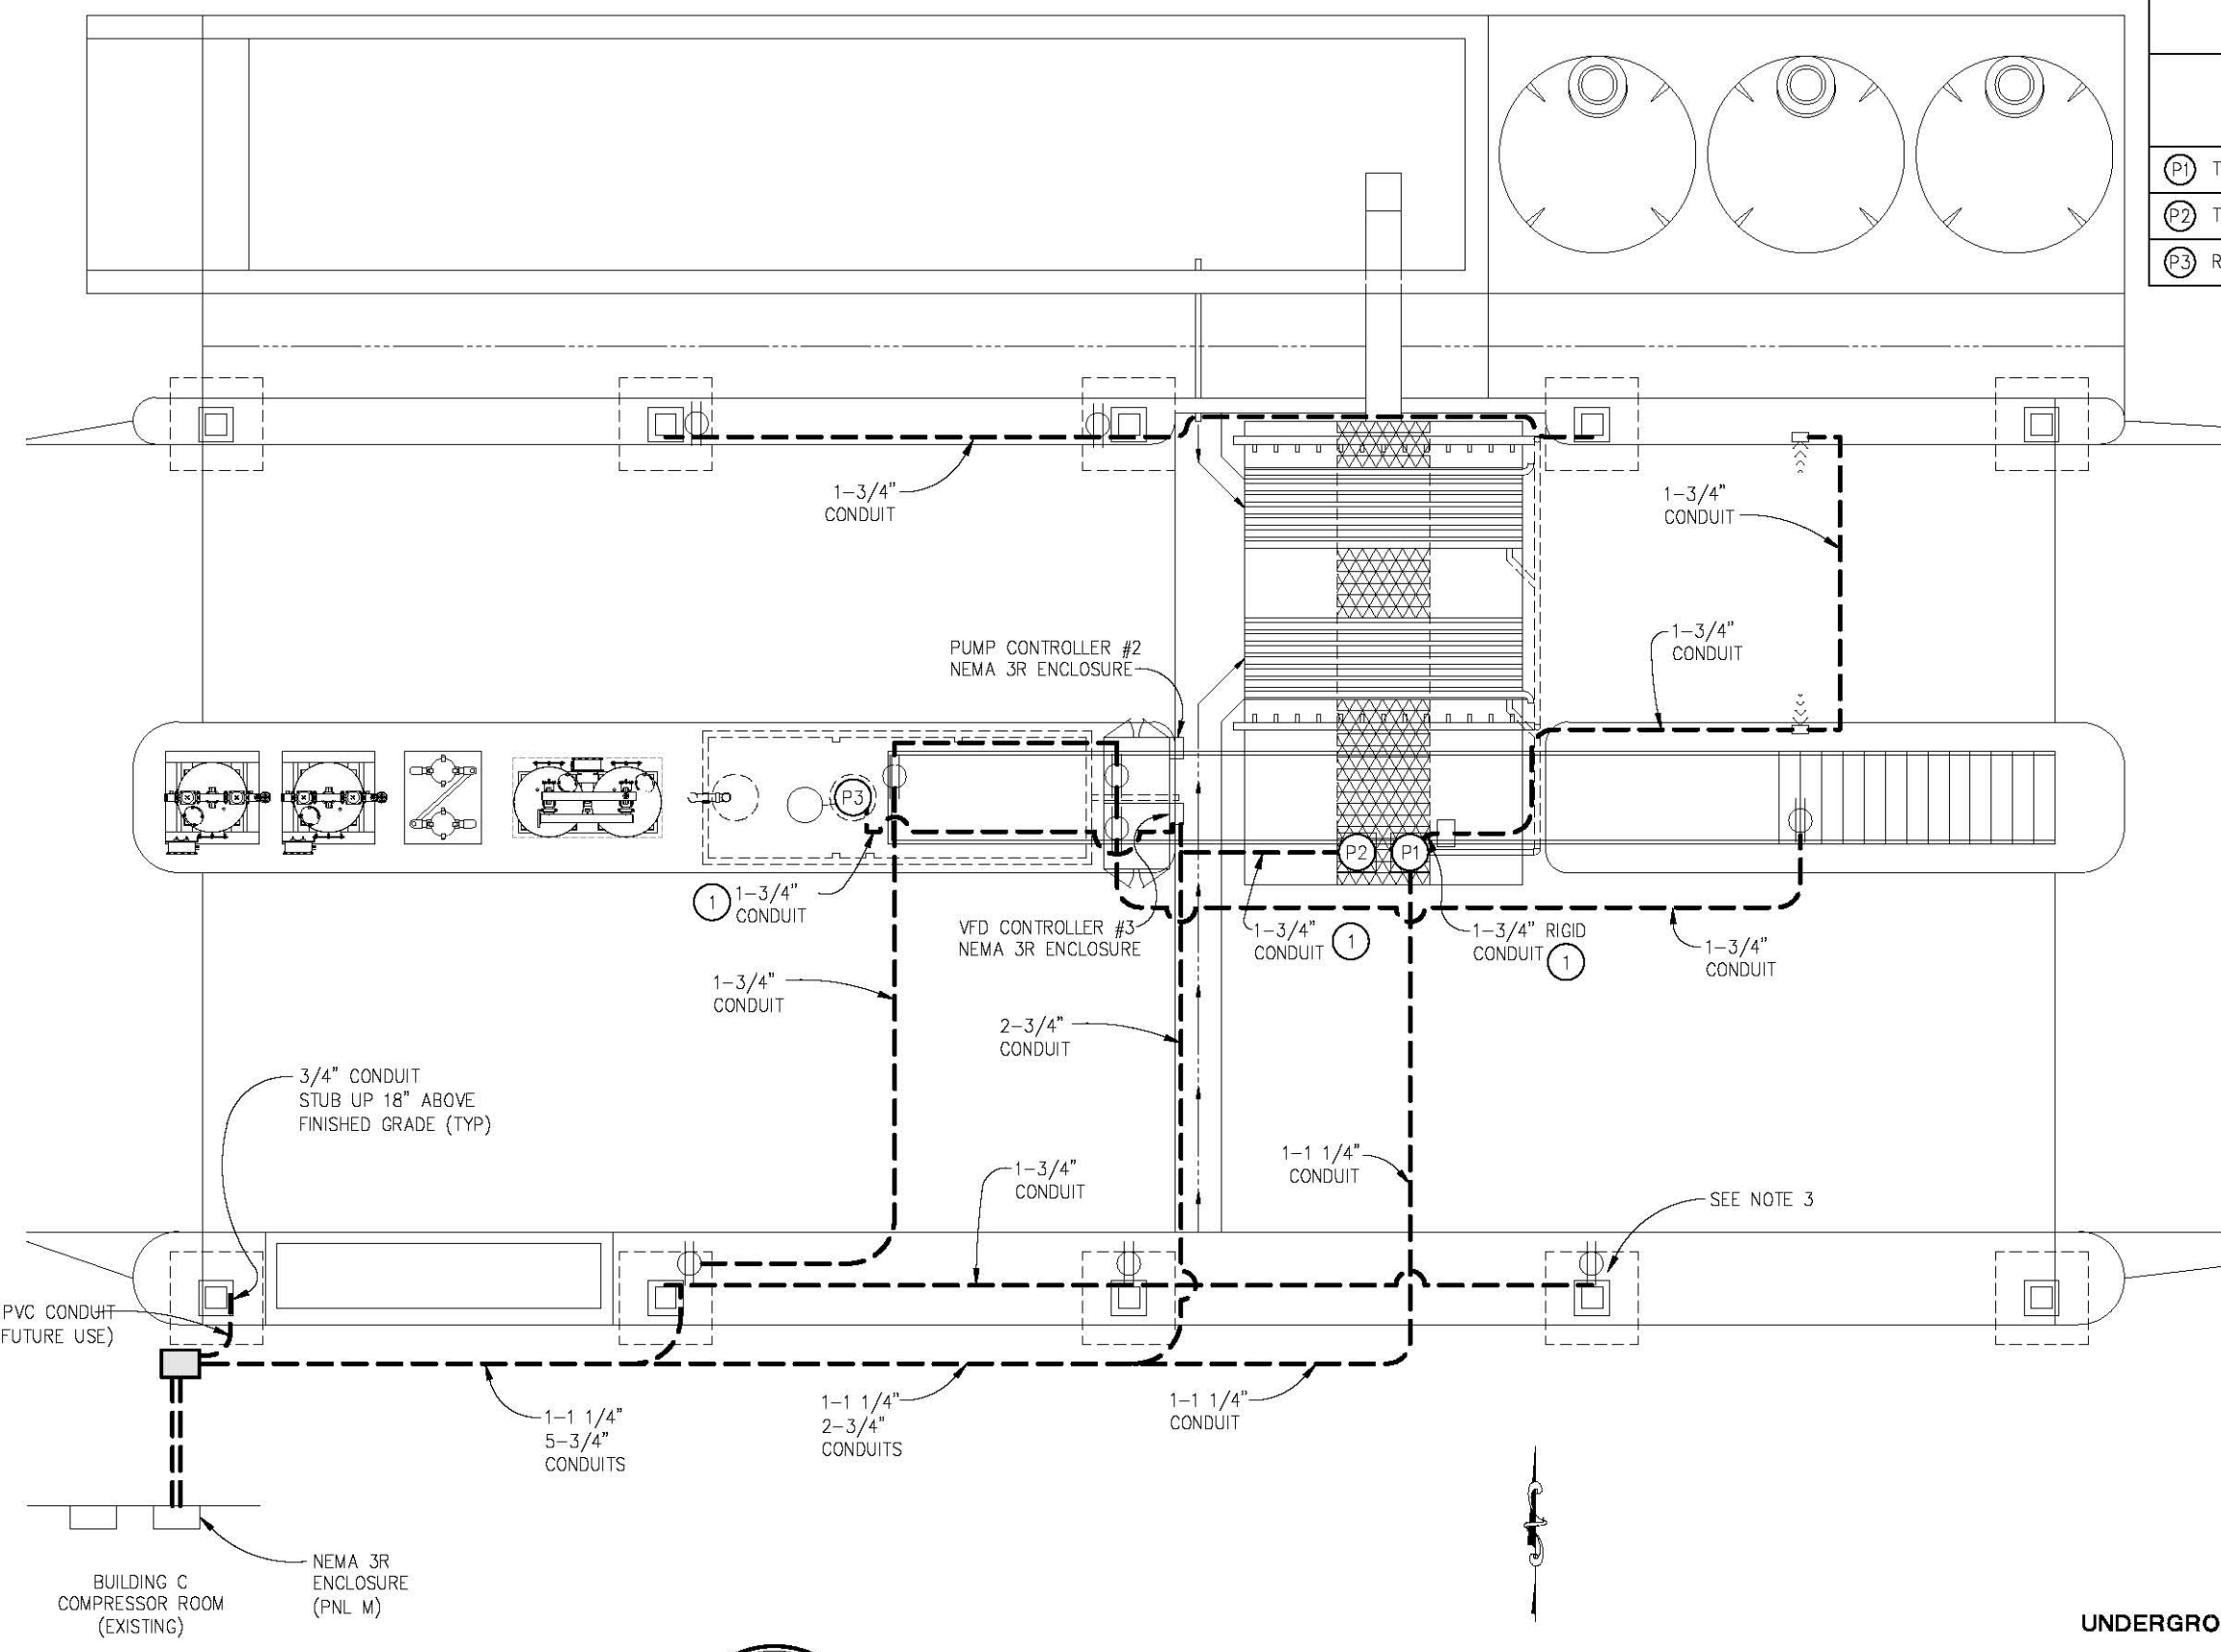 P1 T
P2 T
P3 R
1-3/4"
CONDUIT
1-3/4"
CONDUIT
PUMP CONTROLLER #2
NEMA 3R ENCLOSURE
1-3/4"
CONDUIT
P3
P2
P1
1
1-3/4"
CONDUIT
VFD CONTROLLER #3
NEMA 3R ENCLOSURE
1-3/4"
CONDUIT
1
1-3/4" RIGID
CONDUIT
1
1-3/4"
CONDUIT
1-3/4"
CONDUIT
2-3/4"
CONDUIT
3/4" CONDUIT
STUB UP 18" ABOVE
FINISHED GRADE (TYP)
1-3/4"
CONDUIT
1-1 1/4"
CONDUIT
SEE NOTE 3
PVC CONDUIT
FUTURE USE)
1-1 1/4"
5-3/4"
CONDUITS
1-1 1/4"
2-3/4"
CONDUITS
1-1 1/4"
CONDUIT
BUILDING C
COMPRESSOR ROOM
(EXISTING)
NEMA 3R
ENCLOSURE
(PNL M)
UNDERGRO